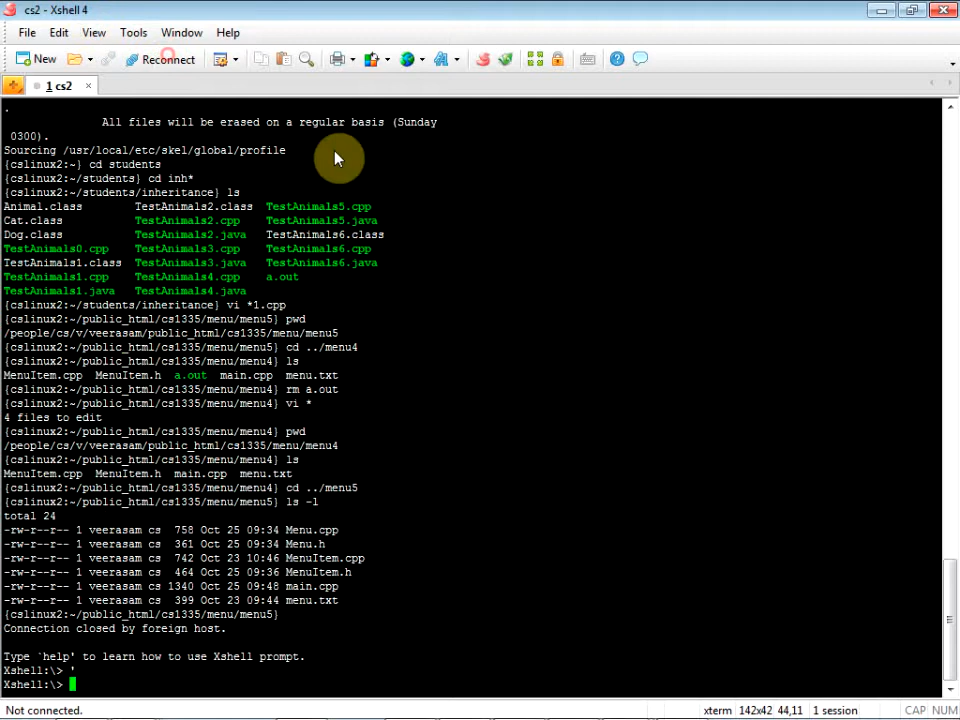 cs2 - Xshell 4
File Edit View Tools Window Help
New Reconnect
1 cs2
.
All files will be erased on a regular basis (Sunday
0300).
Sourcing /usr/local/etc/skel/global/profile
{cslinux2:~} cd students
{cslinux2:~/students} cd inh*
{cslinux2:~/students/inheritance} ls
Animal.class TestAnimals2.class TestAnimals5.cpp
Cat.class TestAnimals2.cpp TestAnimals5.java
Dog.class TestAnimals2.java TestAnimals6.class
TestAnimals0.cpp TestAnimals3.cpp TestAnimals6.cpp
TestAnimals1.class TestAnimals3.java TestAnimals6.java
TestAnimals1.cpp TestAnimals4.cpp a.out
TestAnimals1.java TestAnimals4.java
{cslinux2:~/students/inheritance} vi *1.cpp
{cslinux2:~/public_html/cs1335/menu/menu5} pwd
/people/cs/v/veerasam/public_html/cs1335/menu/menu5
{cslinux2:~/public_html/cs1335/menu/menu5} cd ../menu4
{cslinux2:~/public_html/cs1335/menu/menu4} ls
MenuItem.cpp MenuItem.h a.out main.cpp menu.txt
{cslinux2:~/public_html/cs1335/menu/menu4} rm a.out
{cslinux2:~/public_html/cs1335/menu/menu4} vi *
4 files to edit
{cslinux2:~/public_html/cs1335/menu/menu4} pwd
/people/cs/v/veerasam/public_html/cs1335/menu/menu4
{cslinux2:~/public_html/cs1335/menu/menu4} ls
MenuItem.cpp MenuItem.h main.cpp menu.txt
{cslinux2:~/public_html/cs1335/menu/menu4} cd ../menu5
{cslinux2:~/public_html/cs1335/menu/menu5} ls -l
total 24
-rw-r--r-- 1 veerasam cs 758 Oct 25 09:34 Menu.cpp
-rw-r--r-- 1 veerasam cs 361 Oct 25 09:34 Menu.h
-rw-r--r-- 1 veerasam cs 742 Oct 23 10:46 MenuItem.cpp
-rw-r--r-- 1 veerasam cs 464 Oct 25 09:36 MenuItem.h
-rw-r--r-- 1 veerasam cs 1340 Oct 25 09:48 main.cpp
-rw-r--r-- 1 veerasam cs 399 Oct 23 09:44 menu.txt
{cslinux2:~/public_html/cs1335/menu/menu5}
Connection closed by foreign host.
Type `help' to learn how to use Xshell prompt.
Xshell:\> '
Xshell:\>
Not connected. xterm 142x42 44,11 1 session CAP NUM